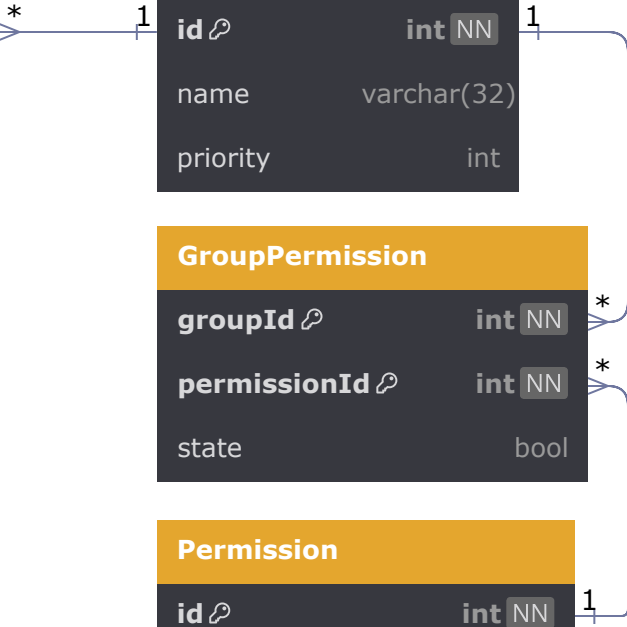 * 1 id int NN 1
name varchar(32)
priority int
GroupPermission
groupId int NN *
permissionId int NN *
state bool
Permission
id int NN 1